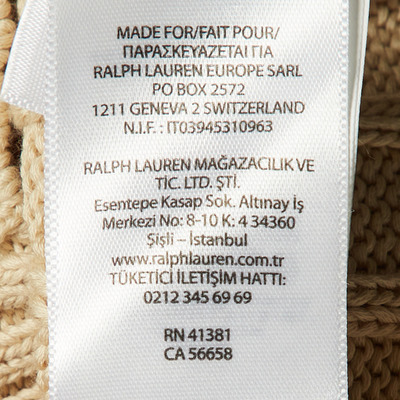 MADE FOR/FAIT POUR/
ΠΑΡΑΣΚΕΥΑΖΕΤΑΙ ΓΙΑ
RALPH LAUREN EUROPE SARL
PO BOX 2572
1211 GENEVA 2 SWITZERLAND
N.I.F. : IT03945310963
RALPH LAUREN MAĞAZACILIK VE
TİC. LTD. ŞTİ.
Esentepe Kasap Sok. Altınay İş
Merkezi No: 8-10 K: 4 34360
Şişli – İstanbul
www.ralphlauren.com.tr
TÜKETİCİ İLETİŞİM HATTI:
0212 345 69 69
RN 41381
CA 56658